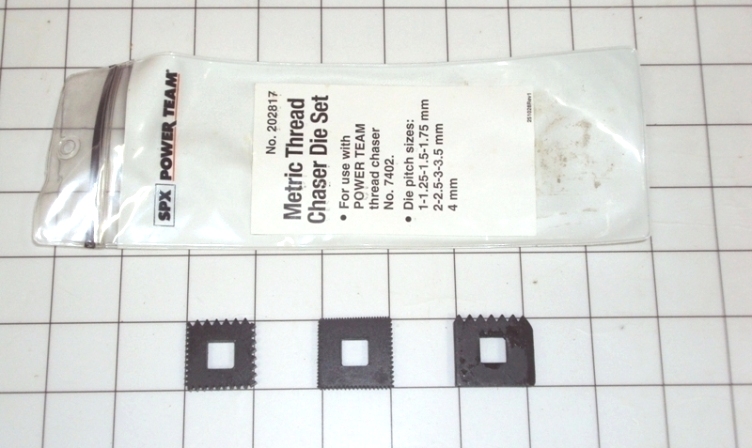 SPX POWER TEAM
No. 202817
Metric Thread
Chaser Die Set
• For use with
POWER TEAM
thread chaser
No. 7402.
• Die pitch sizes:
1-1.25-1.5-1.75 mm
2-2.5-3-3.5 mm
4 mm